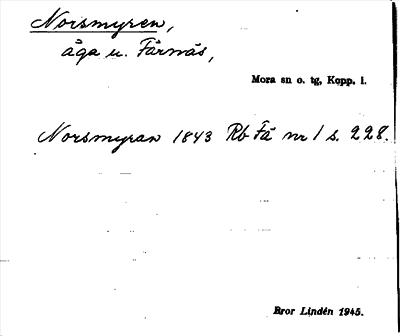 Norsmyren,
äga u. Färnäs,
Mora sn o. tg, Kopp. l.
Norsmyran 1843 Rb Fä nr 1 s. 228.
Bror Lindén 1945.